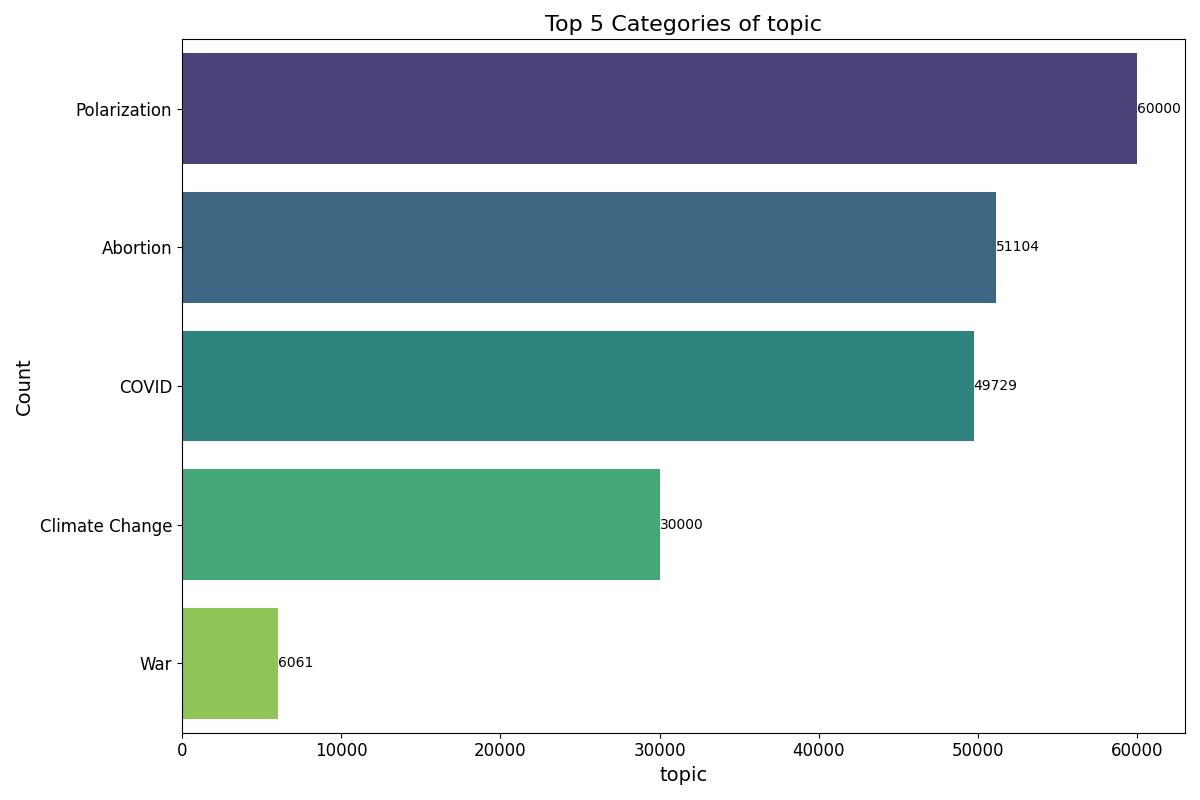 Top 5 Categories of topic
Count
Polarization
60000
Abortion
51104
COVID
49729
Climate Change
30000
War
6061
0 10000 20000 30000 40000 50000 60000
topic